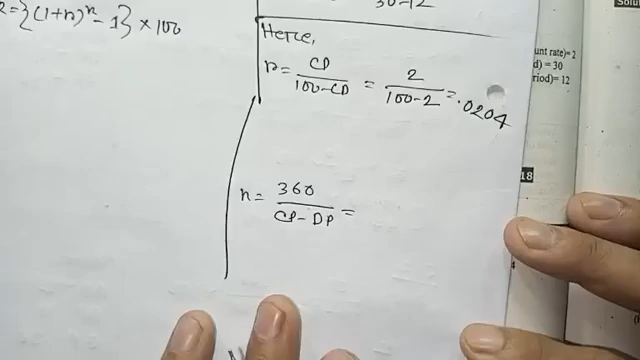 ={(1+r)ⁿ-1}×100
30-12
Here,
r = CD/100-CD = 2/100-2 = .0204
n = 360/CP-DP =
unt rate)= 2
d) = 30
riod)= 12
18